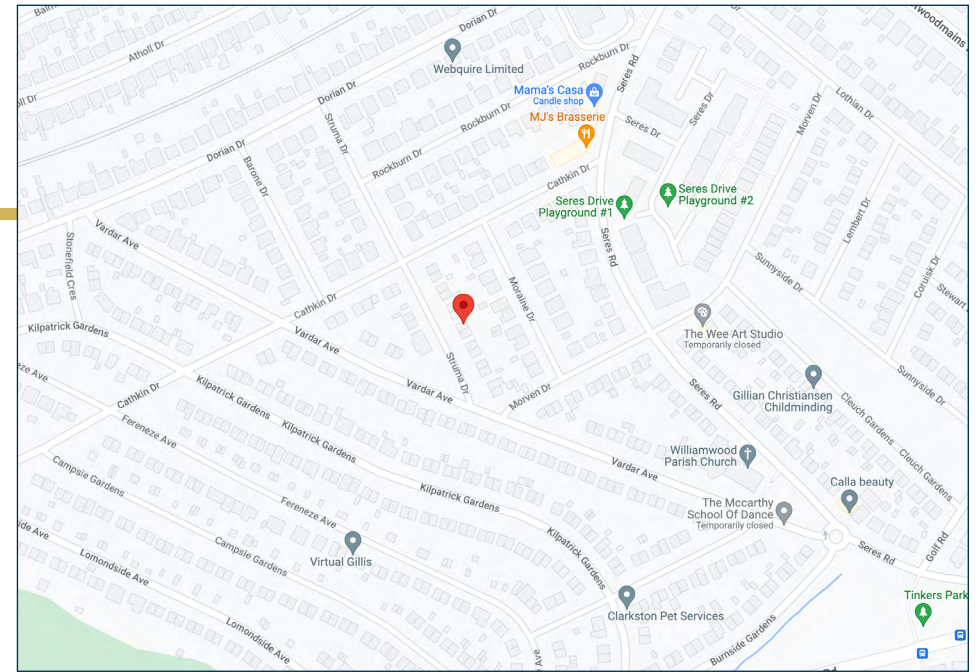 Dorian Dr
Atholl Dr
Webquire Limited
Rockburn Dr
Seres Rd
Mama's Casa
Candle shop
MJ's Brasserie
Dorian Dr
Struma Dr
Rockburn Dr
Seres Dr
Seres Dr
Morven Dr
Lothian Dr
Dorian Dr
Barone Dr
Rockburn Dr
Cathkin Dr
Seres Drive
Playground #1
Seres Drive
Playground #2
Lembert Dr
Vardar Ave
Stonefield Cres
Seres Rd
Sunnyside Dr
Coruisk Dr
Stewart
Cathkin Dr
Moraine Dr
Kilpatrick Gardens
Vardar Ave
The Wee Art Studio
Temporarily closed
Struma Dr
Vardar Ave
Morven Dr
Seres Rd
Gillian Christiansen
Childminding
Sunnyside Dr
Cleuch Gardens
Cathkin Dr
Kilpatrick Gardens
Fereneze Ave
Kilpatrick Gardens
Williamwood
Parish Church
Vardar Ave
Cleuch Gardens
Campsie Gardens
Kilpatrick Gardens
Calla beauty
The Mccarthy
School Of Dance
Temporarily closed
Fereneze Ave
Kilpatrick Gardens
Seres Rd
Golf Rd
Virtual Gillis
Campsie Gardens
Lomondside Ave
Clarkston Pet Services
Tinkers Park
Lomondside Ave
Burnside Gardens